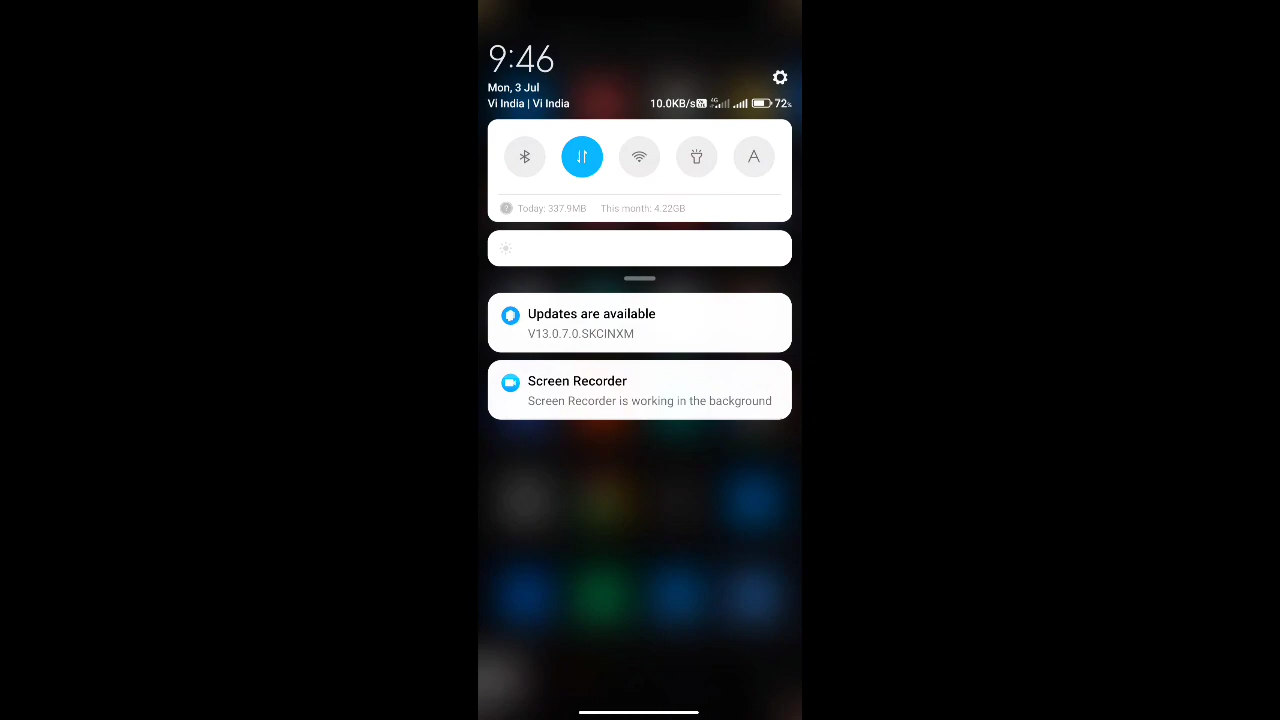 9:46
Mon, 3 Jul
Vi India | Vi India 10.0KB/s 4G 72%
Today: 337.9MB This month: 4.22GB
Updates are available
V13.0.7.0.SKCINXM
Screen Recorder
Screen Recorder is working in the background